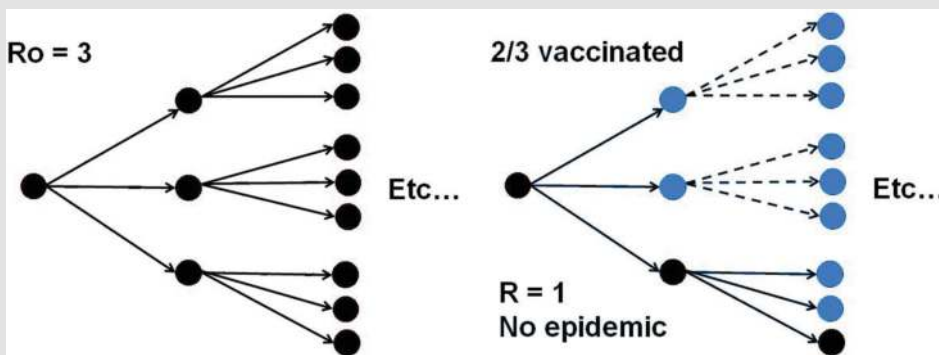 Ro = 3
Etc...
2/3 vaccinated
Etc...
R = 1
No epidemic